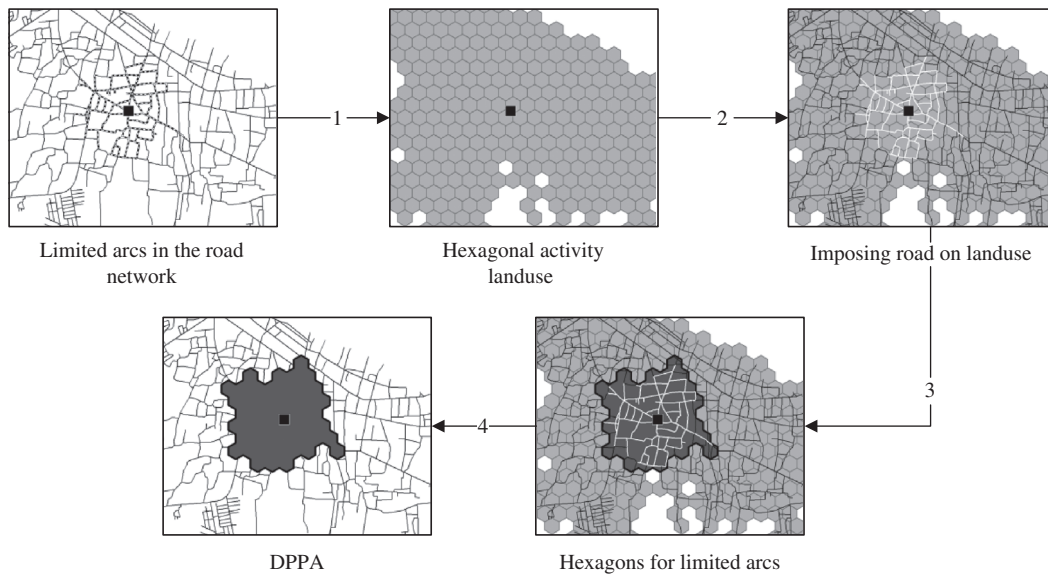 1
2
Limited arcs in the road
network
Hexagonal activity
landuse
Imposing road on landuse
3
4
DPPA
Hexagons for limited arcs